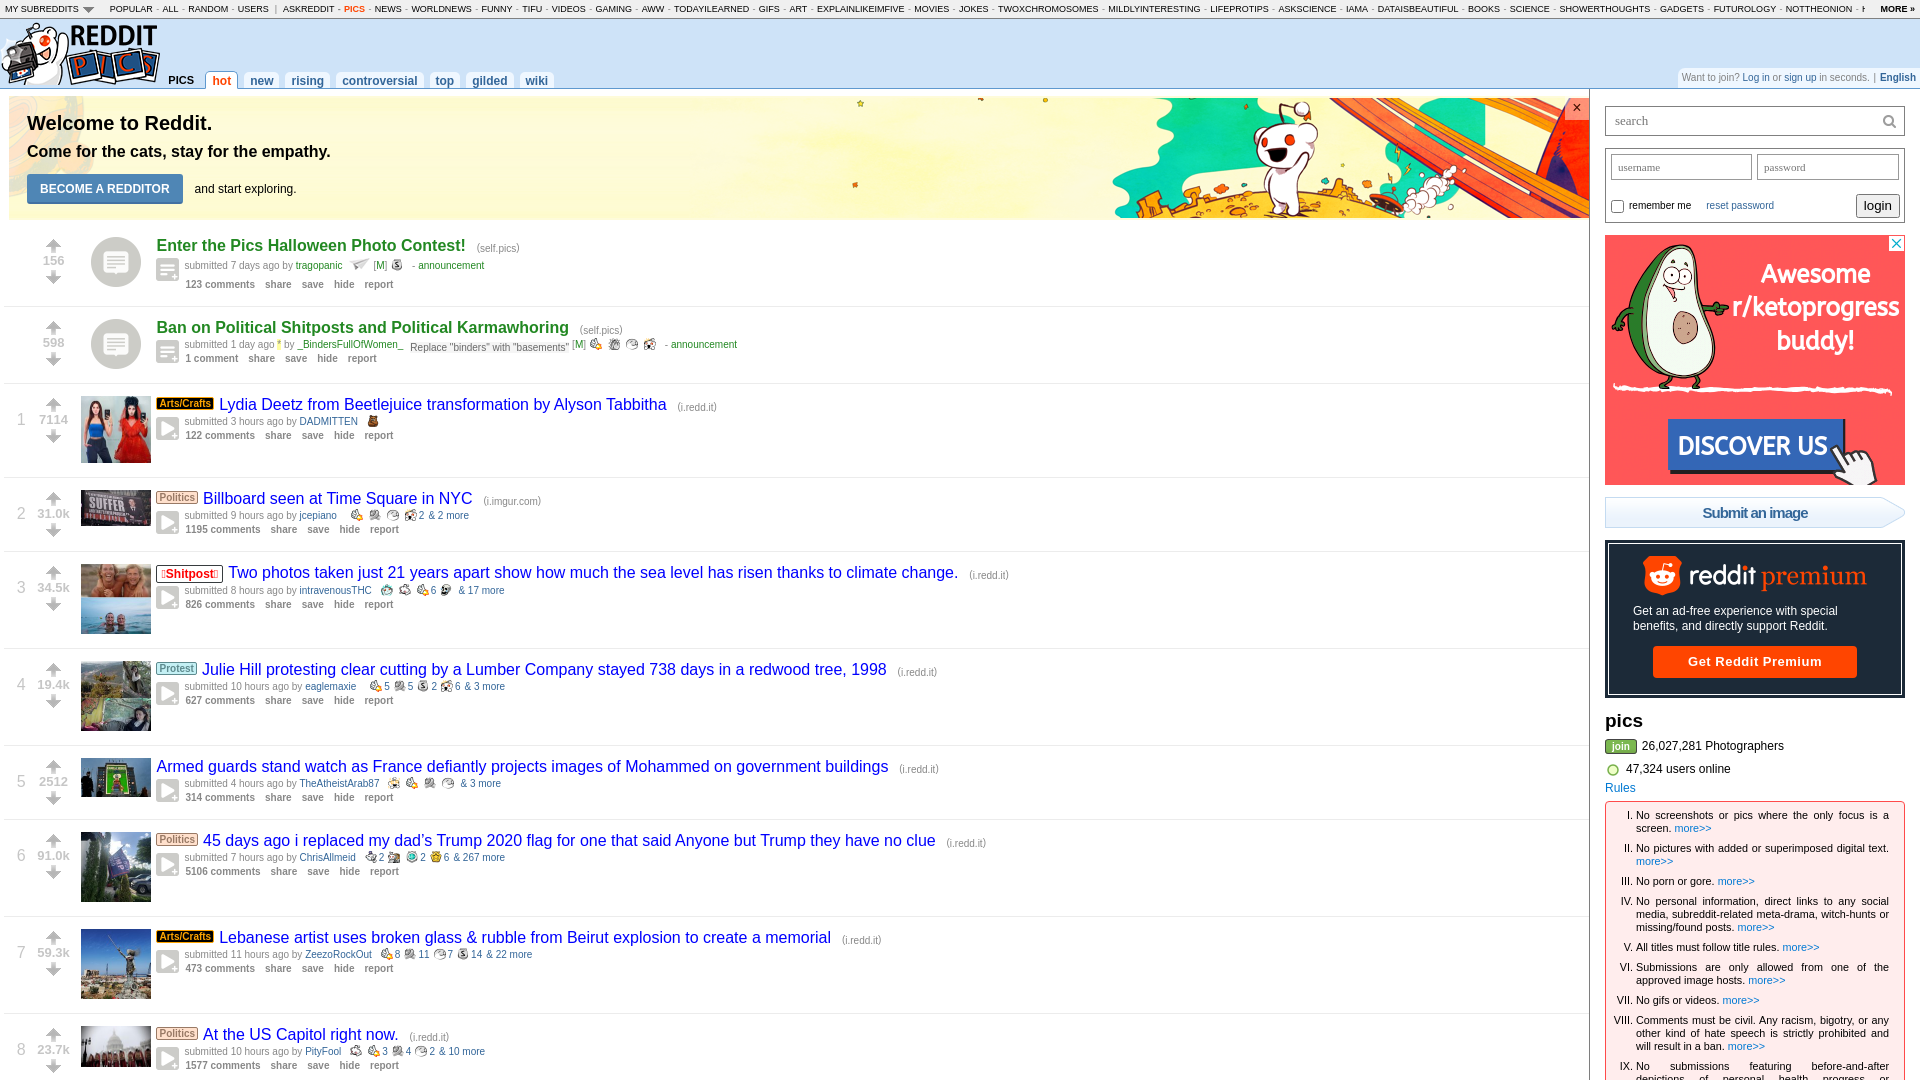 MY SUBREDDITS POPULAR - ALL - RANDOM - USERS | ASKREDDIT - PICS - NEWS - WORLDNEWS - FUNNY - TIFU - VIDEOS - GAMING - AWW - TODAYILEARNED - GIFS - ART - EXPLAINLIKEIMFIVE - MOVIES - JOKES - TWOXCHROMOSOMES - MILDLYINTERESTING - LIFEPROTIPS - ASKSCIENCE - IAMA - DATAISBEAUTIFUL - BOOKS - SCIENCE - SHOWERTHOUGHTS - GADGETS - FUTUROLOGY - NOTTHEONION - MORE »
REDDIT
PICS
PICS hot new rising controversial top gilded wiki
Want to join? Log in or sign up in seconds. | English
Welcome to Reddit.
Come for the cats, stay for the empathy.
BECOME A REDDITOR and start exploring.
×
156
Enter the Pics Halloween Photo Contest! (self.pics)
submitted 7 days ago by tragopanic [M] - announcement
123 comments share save hide report
598
Ban on Political Shitposts and Political Karmawhoring (self.pics)
submitted 1 day ago * by _BindersFullOfWomen_ Replace "binders" with "basements" [M] - announcement
1 comment share save hide report
1 7114
Arts/Crafts Lydia Deetz from Beetlejuice transformation by Alyson Tabbitha (i.redd.it)
submitted 3 hours ago by DADMITTEN
122 comments share save hide report
2 31.0k
SUFFER
Politics Billboard seen at Time Square in NYC (i.imgur.com)
submitted 9 hours ago by jcepiano 2 & 2 more
1195 comments share save hide report
3 34.5k
Shitpost Two photos taken just 21 years apart show how much the sea level has risen thanks to climate change. (i.redd.it)
submitted 8 hours ago by intravenousTHC 6 & 17 more
826 comments share save hide report
4 19.4k
Protest Julie Hill protesting clear cutting by a Lumber Company stayed 738 days in a redwood tree, 1998 (i.redd.it)
submitted 10 hours ago by eaglemaxie 5 5 2 6 & 3 more
627 comments share save hide report
5 2512
Armed guards stand watch as France defiantly projects images of Mohammed on government buildings (i.redd.it)
submitted 4 hours ago by TheAtheistArab87 & 3 more
314 comments share save hide report
6 91.0k
Politics 45 days ago i replaced my dad’s Trump 2020 flag for one that said Anyone but Trump they have no clue (i.redd.it)
submitted 7 hours ago by ChrisAllmeid 2 2 6 & 267 more
5106 comments share save hide report
7 59.3k
Arts/Crafts Lebanese artist uses broken glass & rubble from Beirut explosion to create a memorial (i.redd.it)
submitted 11 hours ago by ZeezoRockOut 8 11 7 14 & 22 more
473 comments share save hide report
8 23.7k
Politics At the US Capitol right now. (i.redd.it)
submitted 10 hours ago by PityFool 3 4 2 & 10 more
1577 comments share save hide report
search
username password
remember me reset password login
Awesome
r/ketoprogress
buddy!
DISCOVER US
Submit an image
reddit premium
Get an ad-free experience with special
benefits, and directly support Reddit.
Get Reddit Premium
pics
join 26,027,281 Photographers
47,324 users online
Rules
I. No screenshots or pics where the only focus is a
screen. more>>
II. No pictures with added or superimposed digital text.
more>>
III. No porn or gore. more>>
IV. No personal information, direct links to any social
media, subreddit-related meta-drama, witch-hunts or
missing/found posts. more>>
V. All titles must follow title rules. more>>
VI. Submissions are only allowed from one of the
approved image hosts. more>>
VII. No gifs or videos. more>>
VIII. Comments must be civil. Any racism, bigotry, or any
other kind of hate speech is strictly prohibited and
will result in a ban. more>>
IX. No submissions featuring before-and-after
depictions of personal health progress or